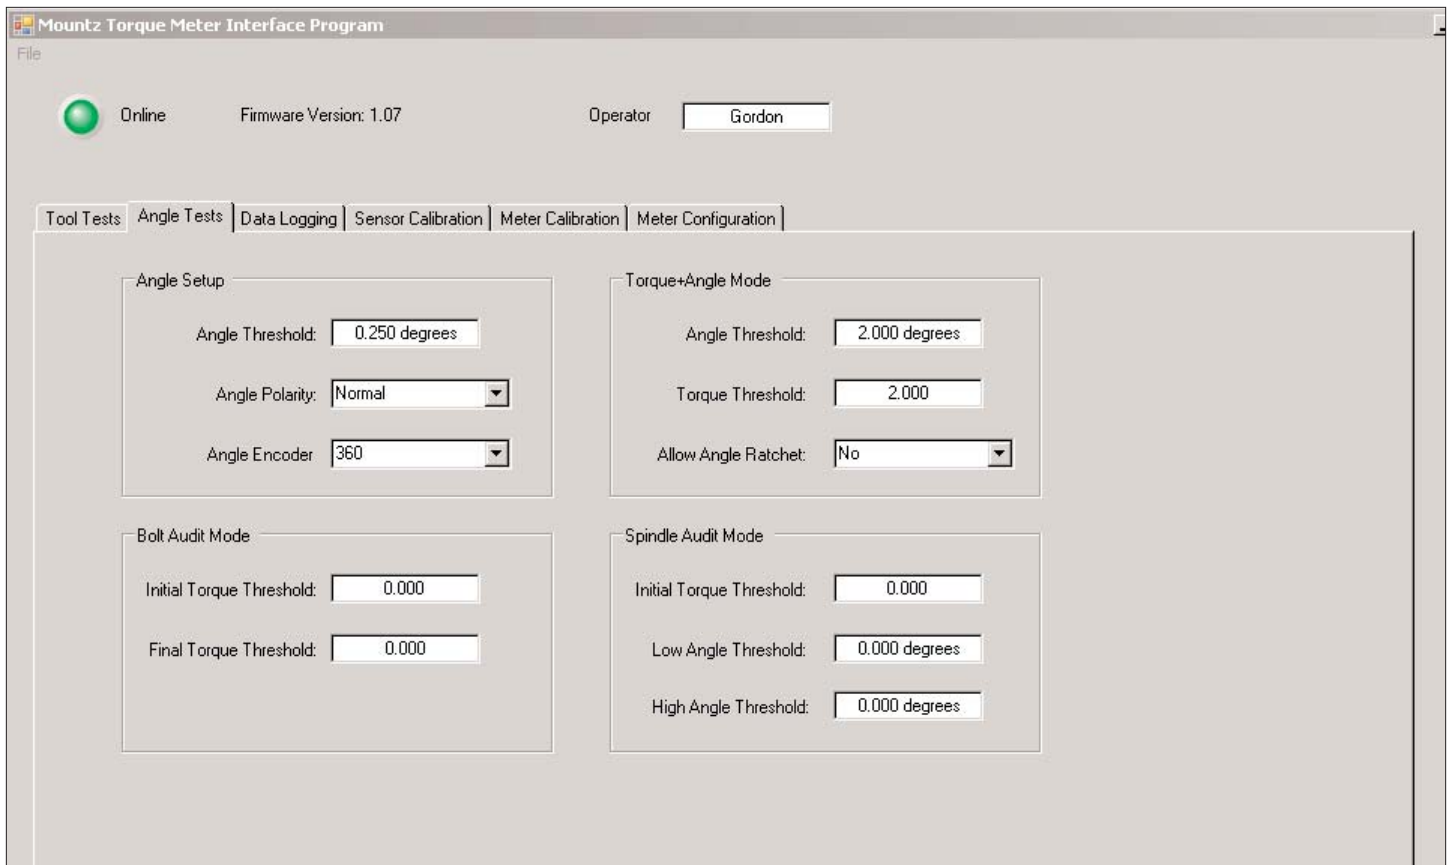 Mountz Torque Meter Interface Program
File
Online Firmware Version: 1.07 Operator Gordon
Tool Tests Angle Tests Data Logging Sensor Calibration Meter Calibration Meter Configuration
Angle Setup
Angle Threshold: 0.250 degrees
Angle Polarity: Normal
Angle Encoder 360
Torque+Angle Mode
Angle Threshold: 2.000 degrees
Torque Threshold: 2.000
Allow Angle Ratchet: No
Bolt Audit Mode
Initial Torque Threshold: 0.000
Final Torque Threshold: 0.000
Spindle Audit Mode
Initial Torque Threshold: 0.000
Low Angle Threshold: 0.000 degrees
High Angle Threshold: 0.000 degrees